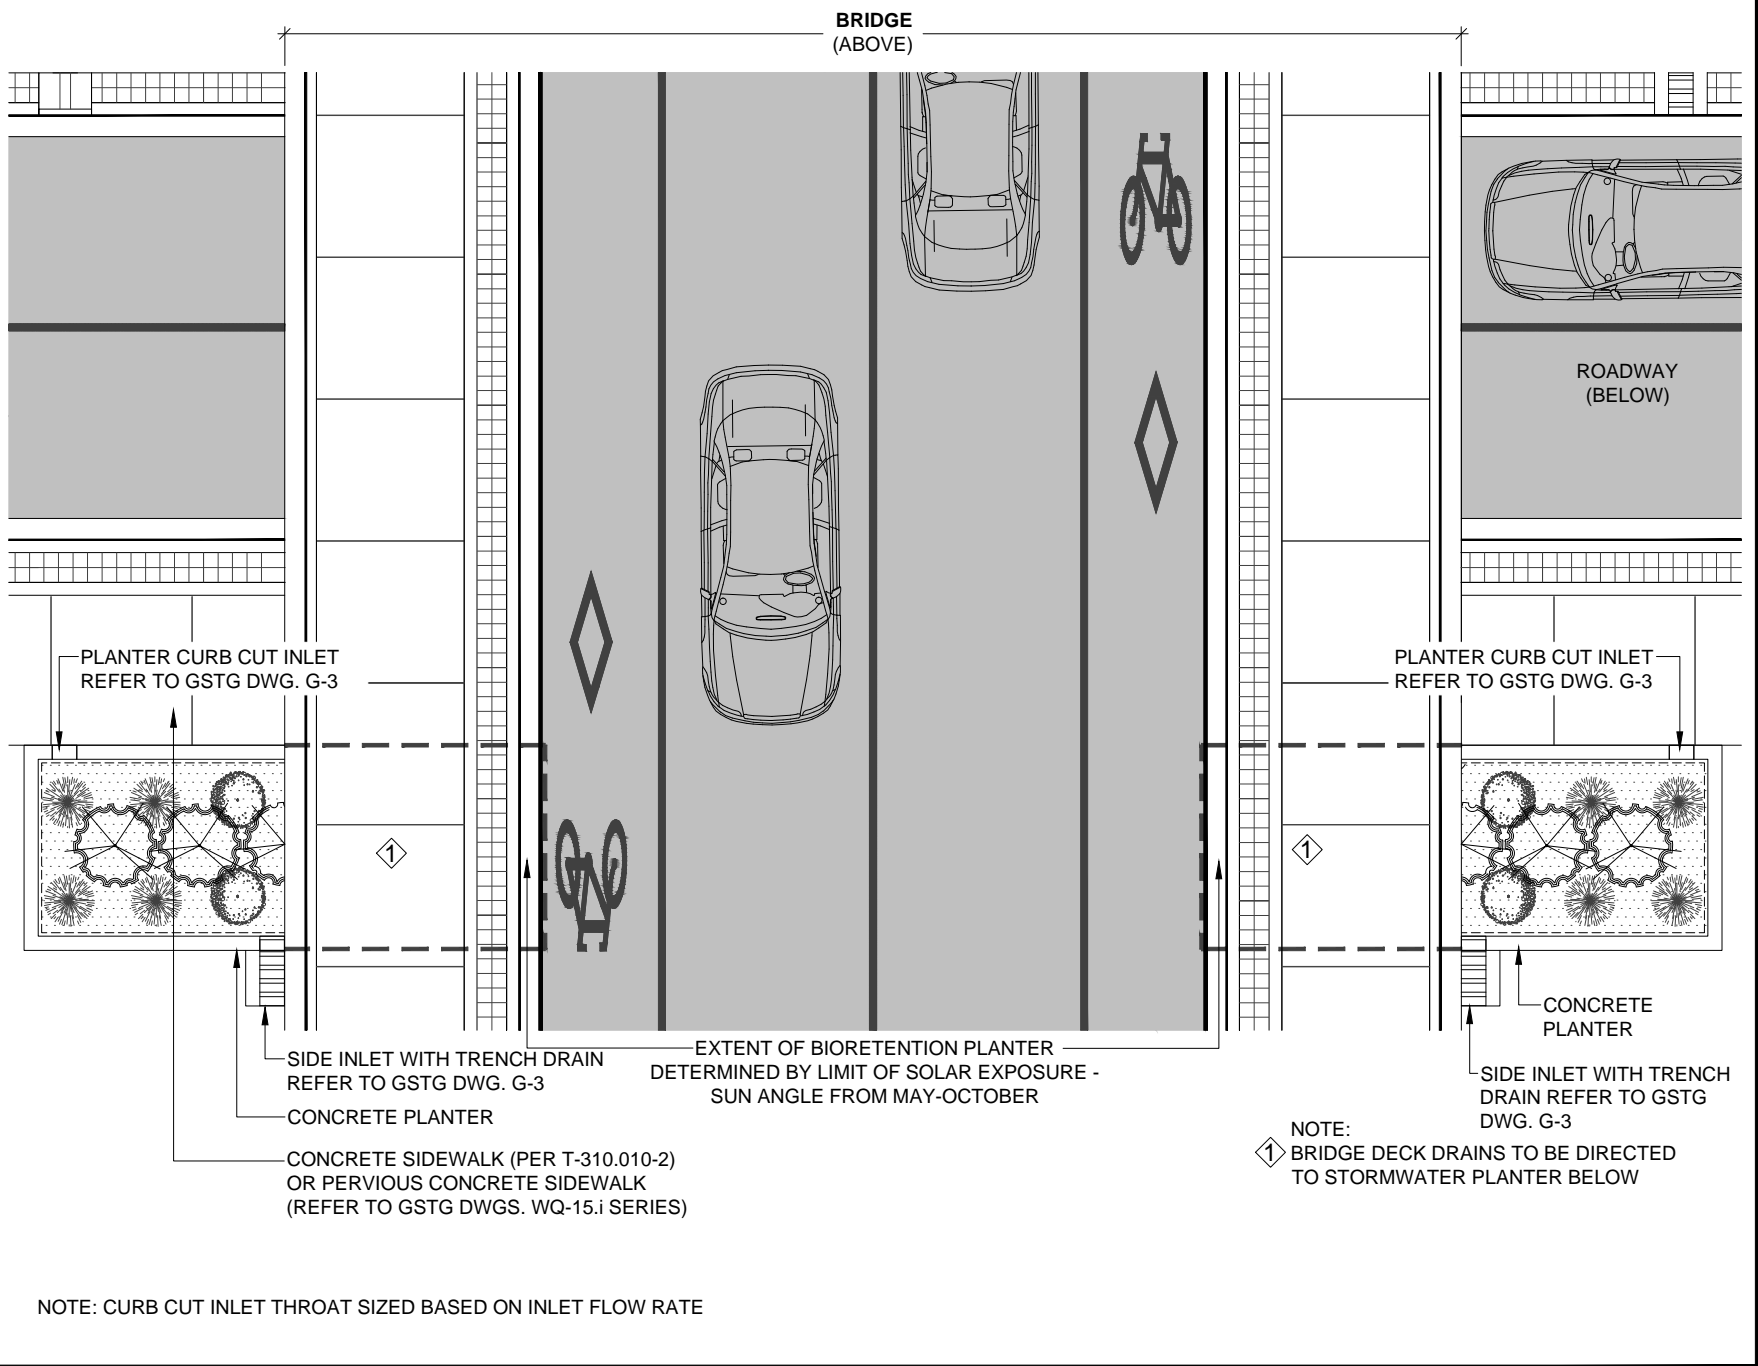 BRIDGE
(ABOVE)
ROADWAY
(BELOW)
PLANTER CURB CUT INLET
REFER TO GSTG DWG. G-3
PLANTER CURB CUT INLET
REFER TO GSTG DWG. G-3
1
1
SIDE INLET WITH TRENCH DRAIN
REFER TO GSTG DWG. G-3
CONCRETE PLANTER
CONCRETE SIDEWALK (PER T-310.010-2)
OR PERVIOUS CONCRETE SIDEWALK
(REFER TO GSTG DWGS. WQ-15.i SERIES)
EXTENT OF BIORETENTION PLANTER
DETERMINED BY LIMIT OF SOLAR EXPOSURE -
SUN ANGLE FROM MAY-OCTOBER
CONCRETE
PLANTER
SIDE INLET WITH TRENCH
DRAIN REFER TO GSTG
DWG. G-3
NOTE:
1 BRIDGE DECK DRAINS TO BE DIRECTED
TO STORMWATER PLANTER BELOW
NOTE: CURB CUT INLET THROAT SIZED BASED ON INLET FLOW RATE